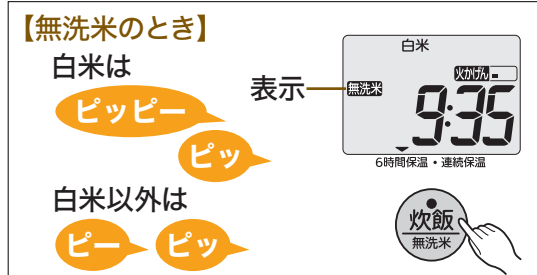 【無洗米のとき】
白米は
ピッピー
ピッ
白米以外は
ピー ピッ
表示
白米
火かげん
無洗米
9:35
6時間保温・連続保温
炊飯
無洗米